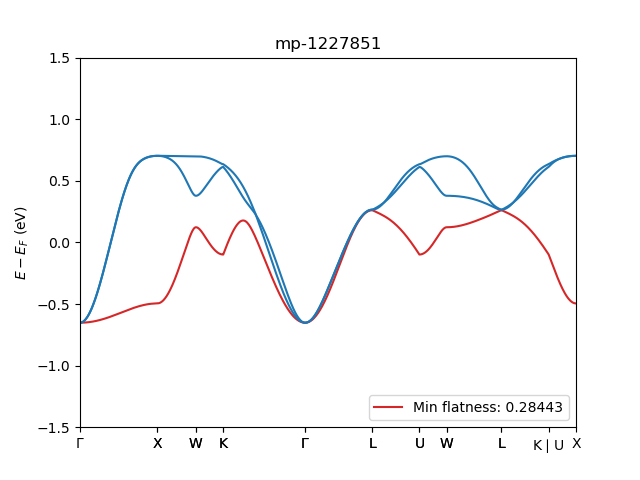 mp-1227851
E − E_F (eV)
1.5
1.0
0.5
0.0
−0.5
−1.0
−1.5
Min flatness: 0.28443
Γ X W K Γ L U W L K | U X